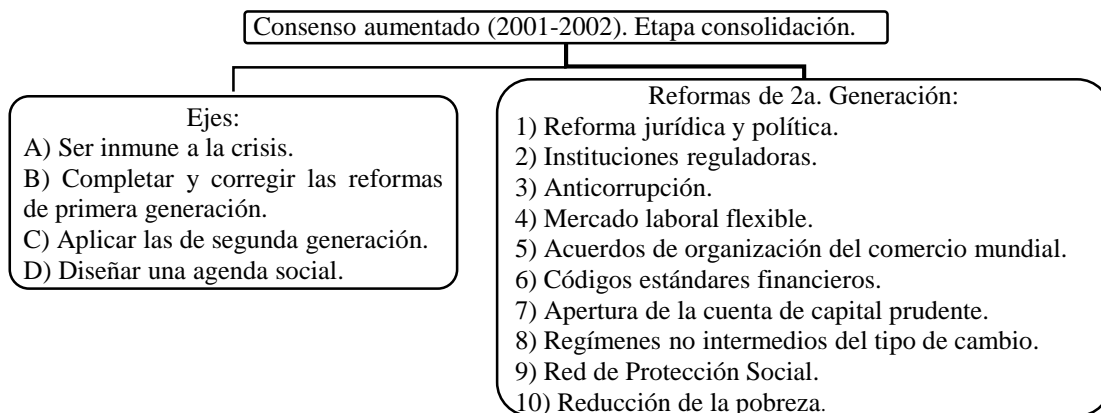 Consenso aumentado (2001-2002). Etapa consolidación.
Ejes:
A) Ser inmune a la crisis.
B) Completar y corregir las reformas
de primera generación.
C) Aplicar las de segunda generación.
D) Diseñar una agenda social.
Reformas de 2a. Generación:
1) Reforma jurídica y política.
2) Instituciones reguladoras.
3) Anticorrupción.
4) Mercado laboral flexible.
5) Acuerdos de organización del comercio mundial.
6) Códigos estándares financieros.
7) Apertura de la cuenta de capital prudente.
8) Regímenes no intermedios del tipo de cambio.
9) Red de Protección Social.
10) Reducción de la pobreza.